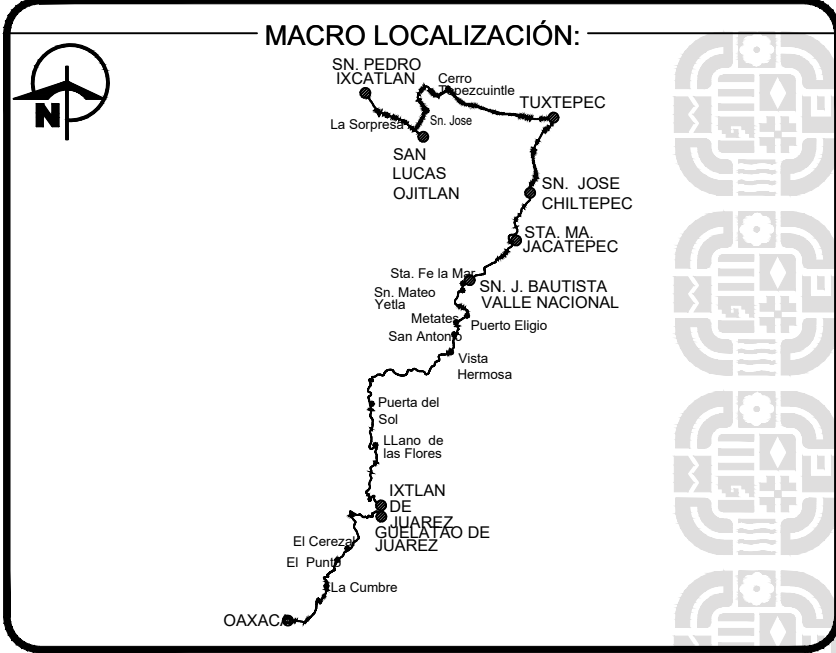 MACRO LOCALIZACIÓN:
N
SN. PEDRO
IXCATLAN
Cerro
Tepezcuintle
TUXTEPEC
La Sorpresa
Sn. Jose
SAN
LUCAS
OJITLAN
SN. JOSE
CHILTEPEC
STA. MA.
JACATEPEC
Sta. Fe la Mar
SN. J. BAUTISTA
VALLE NACIONAL
Sn. Mateo
Yetla
Metates
Puerto Eligio
San Antonio
Vista
Hermosa
Puerta del
Sol
LLano de
las Flores
IXTLAN
DE
JUAREZ
GUELATAO DE
JUAREZ
El Cerezal
El Punto
La Cumbre
OAXACA